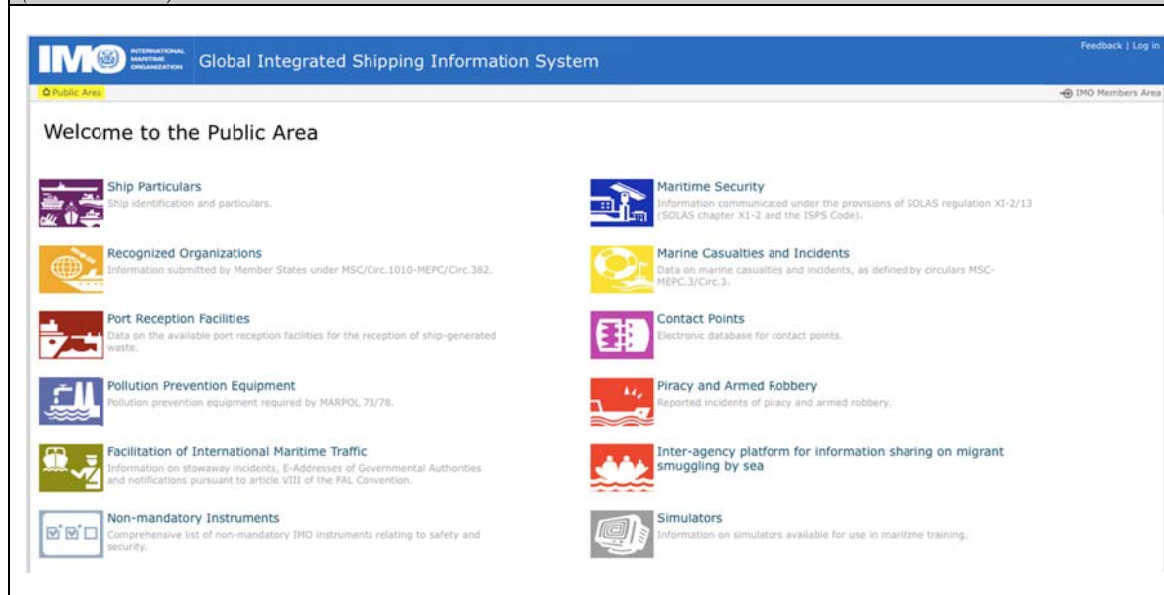 IMO INTERNATIONAL
MARITIME
ORGANIZATION
Global Integrated Shipping Information System
Feedback | Log in
Public Area
IMO Members Area
Welcome to the Public Area
Ship Particulars
Ship identification and particulars.
Recognized Organizations
Information submitted by Member States under MSC/Circ.1010-MEPC/Circ.382.
Port Reception Facilities
Data on the available port reception facilities for the reception of ship-generated
waste.
Pollution Prevention Equipment
Pollution prevention equipment required by MARPOL 73/78.
Facilitation of International Maritime Traffic
Information on stowaway incidents, E-Addresses of Governmental Authorities
and notifications pursuant to article VIII of the FAL Convention.
Non-mandatory Instruments
Comprehensive list of non-mandatory IMO instruments relating to safety and
security.
Maritime Security
Information communicated under the provisions of SOLAS regulation XI-2/13
(SOLAS chapter XI-2 and the ISPS Code).
Marine Casualties and Incidents
Data on marine casualties and incidents, as defined by circulars MSC-
MEPC.3/Circ.3.
Contact Points
Electronic database for contact points.
Piracy and Armed Robbery
Reported incidents of piracy and armed robbery.
Inter-agency platform for information sharing on migrant
smuggling by sea
Simulators
Information on simulators available for use in maritime training.